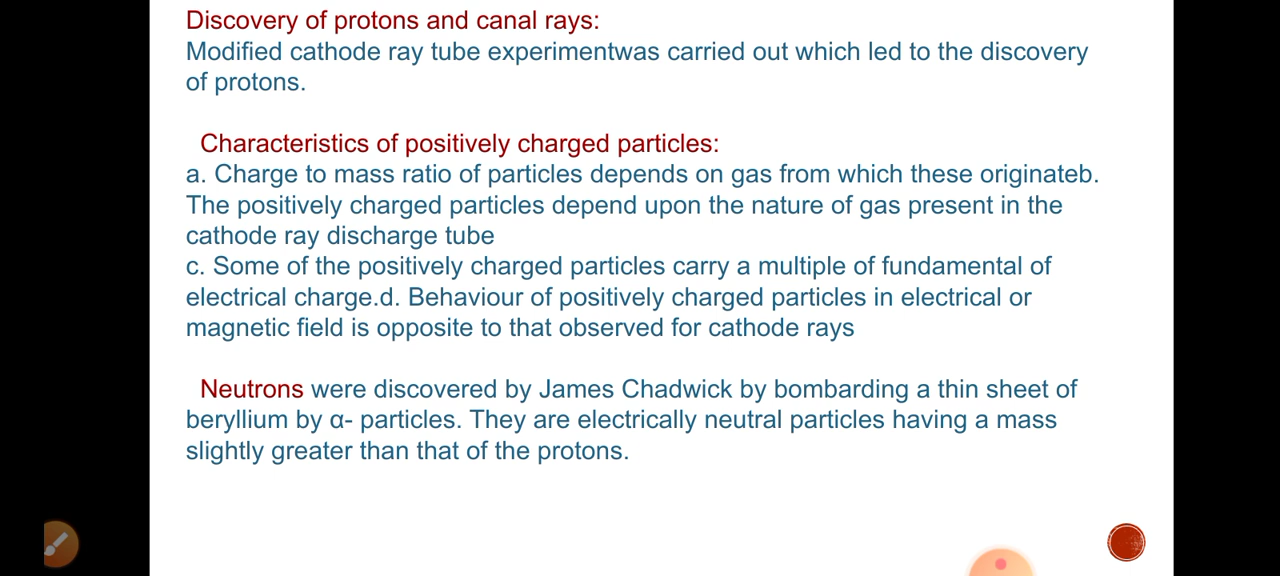 Discovery of protons and canal rays:
Modified cathode ray tube experimentwas carried out which led to the discovery
of protons.
Characteristics of positively charged particles:
a. Charge to mass ratio of particles depends on gas from which these originateb.
The positively charged particles depend upon the nature of gas present in the
cathode ray discharge tube
c. Some of the positively charged particles carry a multiple of fundamental of
electrical charge.d. Behaviour of positively charged particles in electrical or
magnetic field is opposite to that observed for cathode rays
Neutrons were discovered by James Chadwick by bombarding a thin sheet of
beryllium by α- particles. They are electrically neutral particles having a mass
slightly greater than that of the protons.